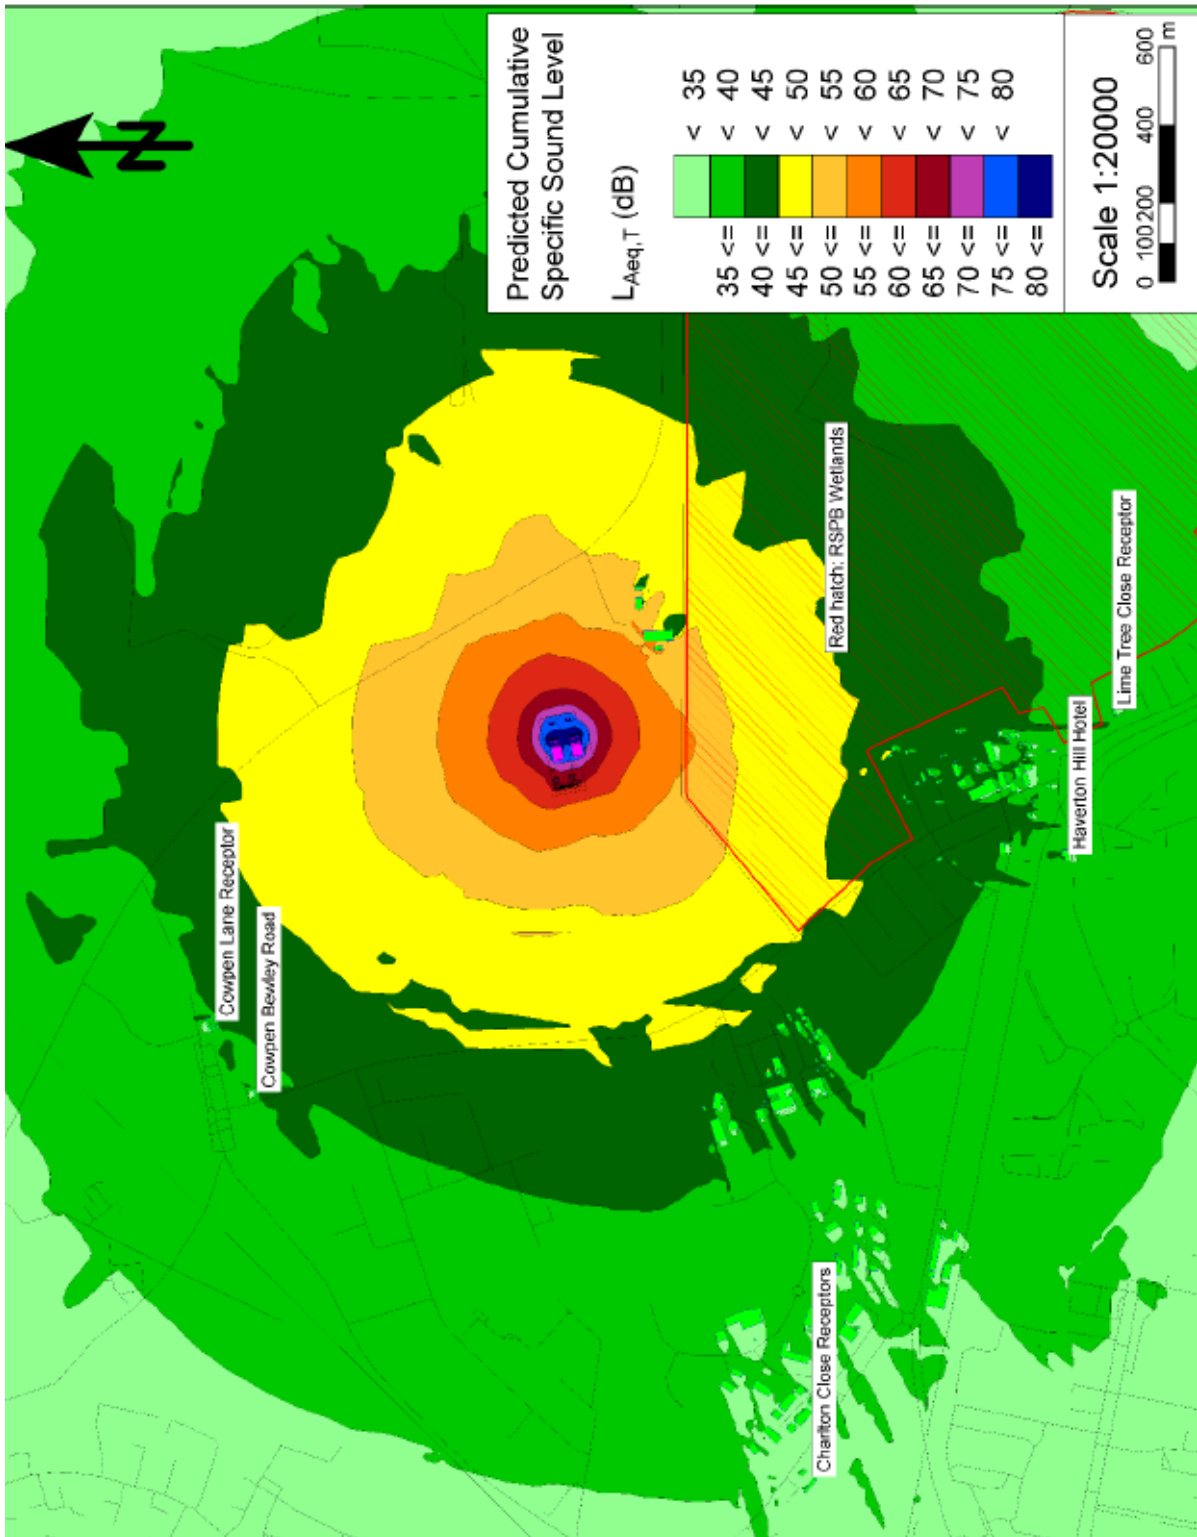 Predicted Cumulative
Specific Sound Level
LAeq,T (dB)
< 35
35 <= < 40
40 <= < 45
45 <= < 50
50 <= < 55
55 <= < 60
60 <= < 65
65 <= < 70
70 <= < 75
75 <= < 80
80 <=
Scale 1:20000
0 100 200 400 600
m
N
Cowpen Lane Receptor
Cowpen Bewley Road
Red hatch: RSPB Wetlands
Lime Tree Close Receptor
Haverton Hill Hotel
Charlton Close Receptors